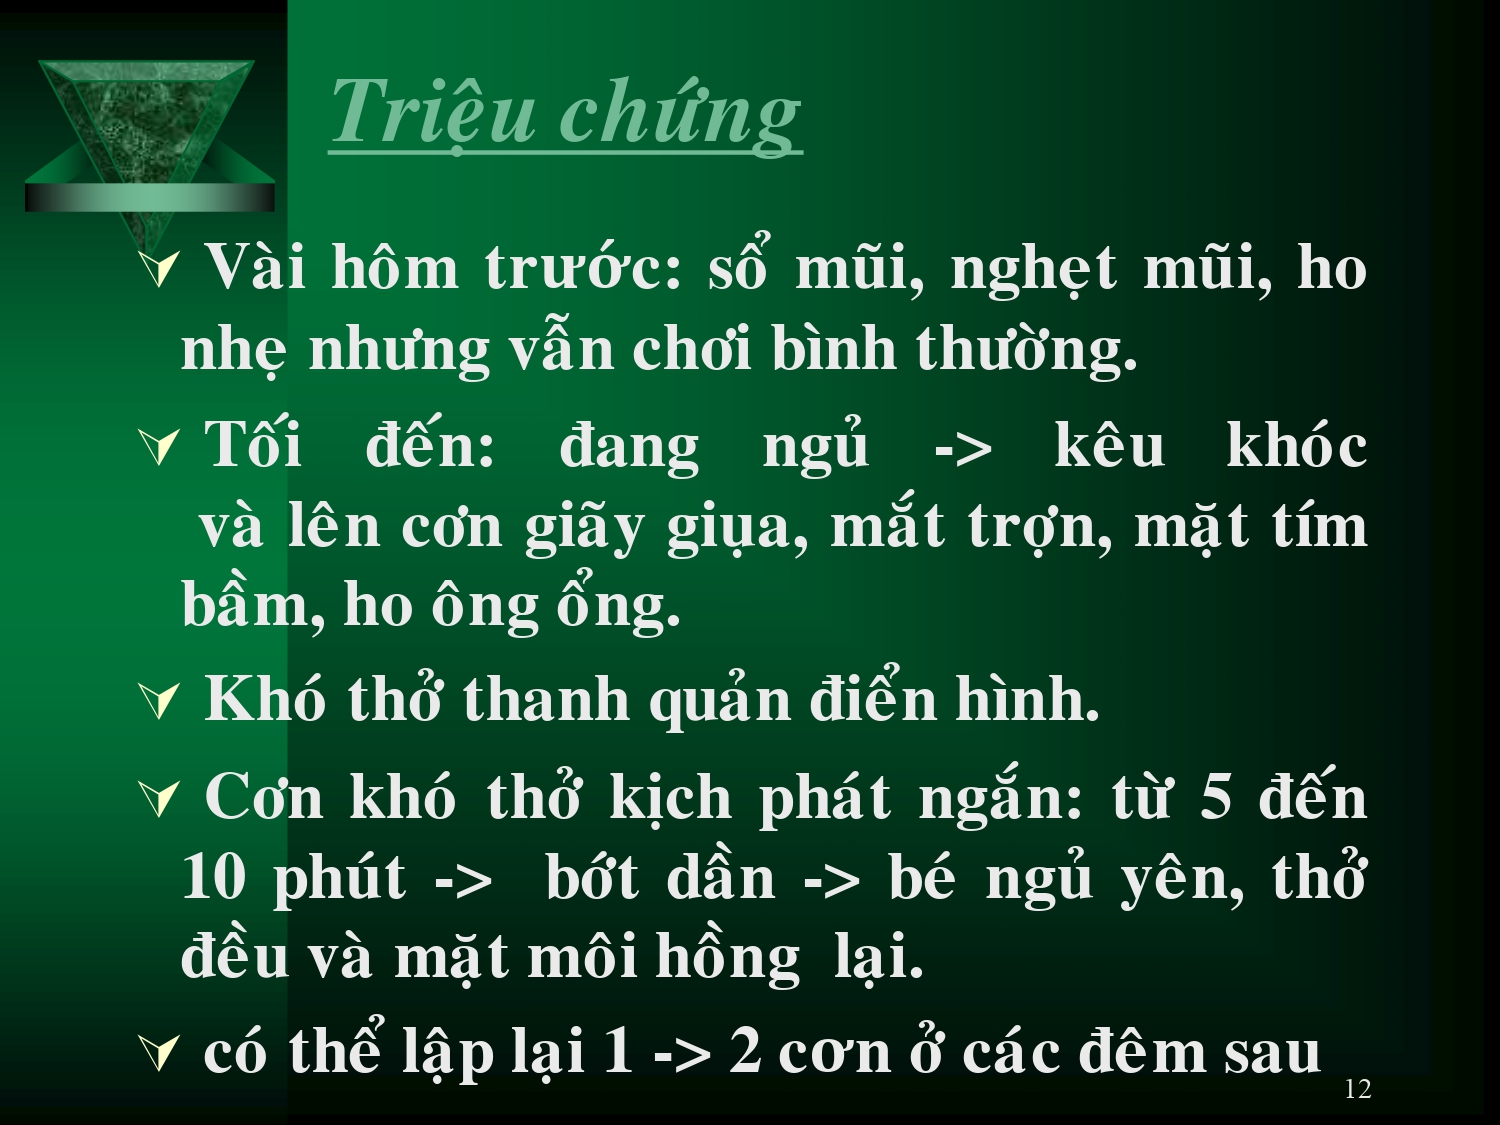 Triệu chứng
Vài hôm trước: sổ mũi, nghẹt mũi, ho
nhẹ nhưng vẫn chơi bình thường.
Tối đến: đang ngủ -> kêu khóc
và lên cơn giãy giụa, mắt trợn, mặt tím
bầm, ho ông ổng.
Khó thở thanh quản điển hình.
Cơn khó thở kịch phát ngắn: từ 5 đến
10 phút -> bớt dần -> bé ngủ yên, thở
đều và mặt môi hồng lại.
có thể lập lại 1 -> 2 cơn ở các đêm sau
12